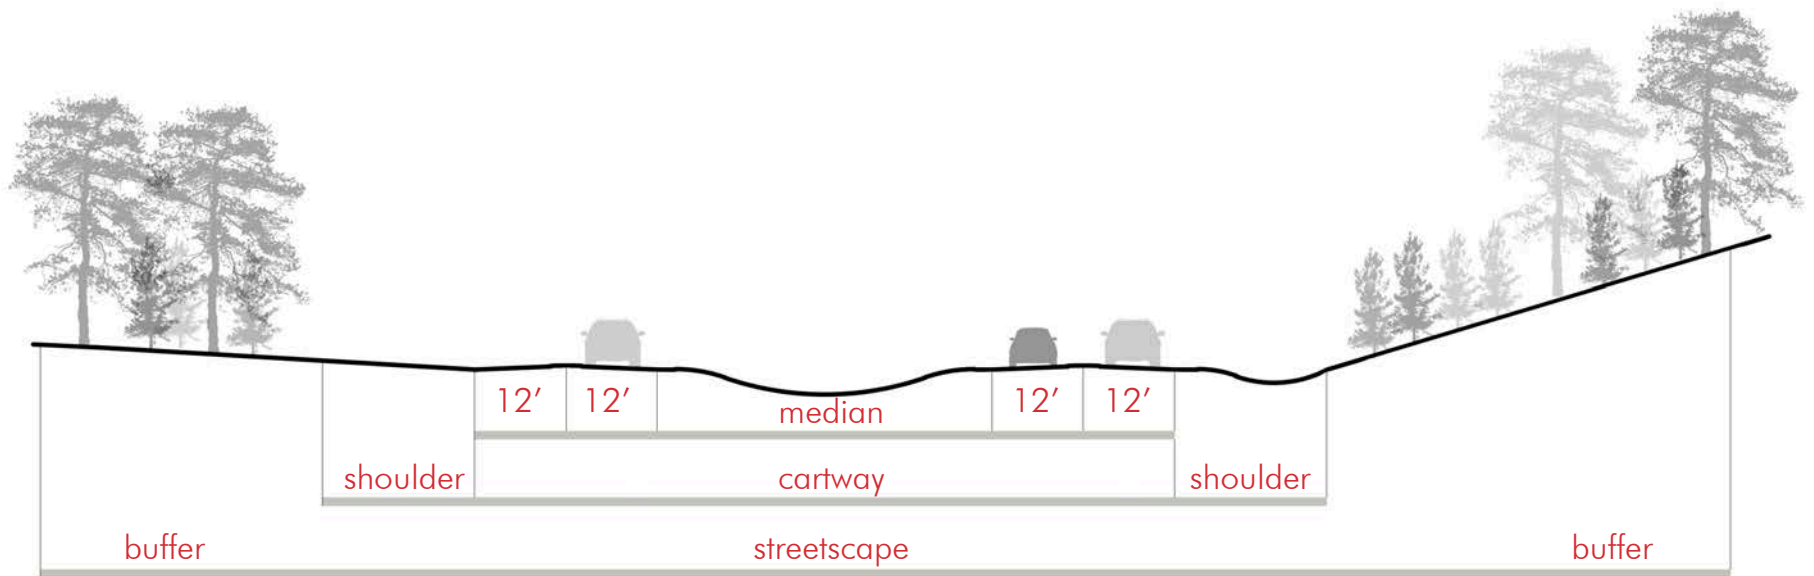 12’ 12’ median 12’ 12’
shoulder cartway shoulder
buffer streetscape buffer